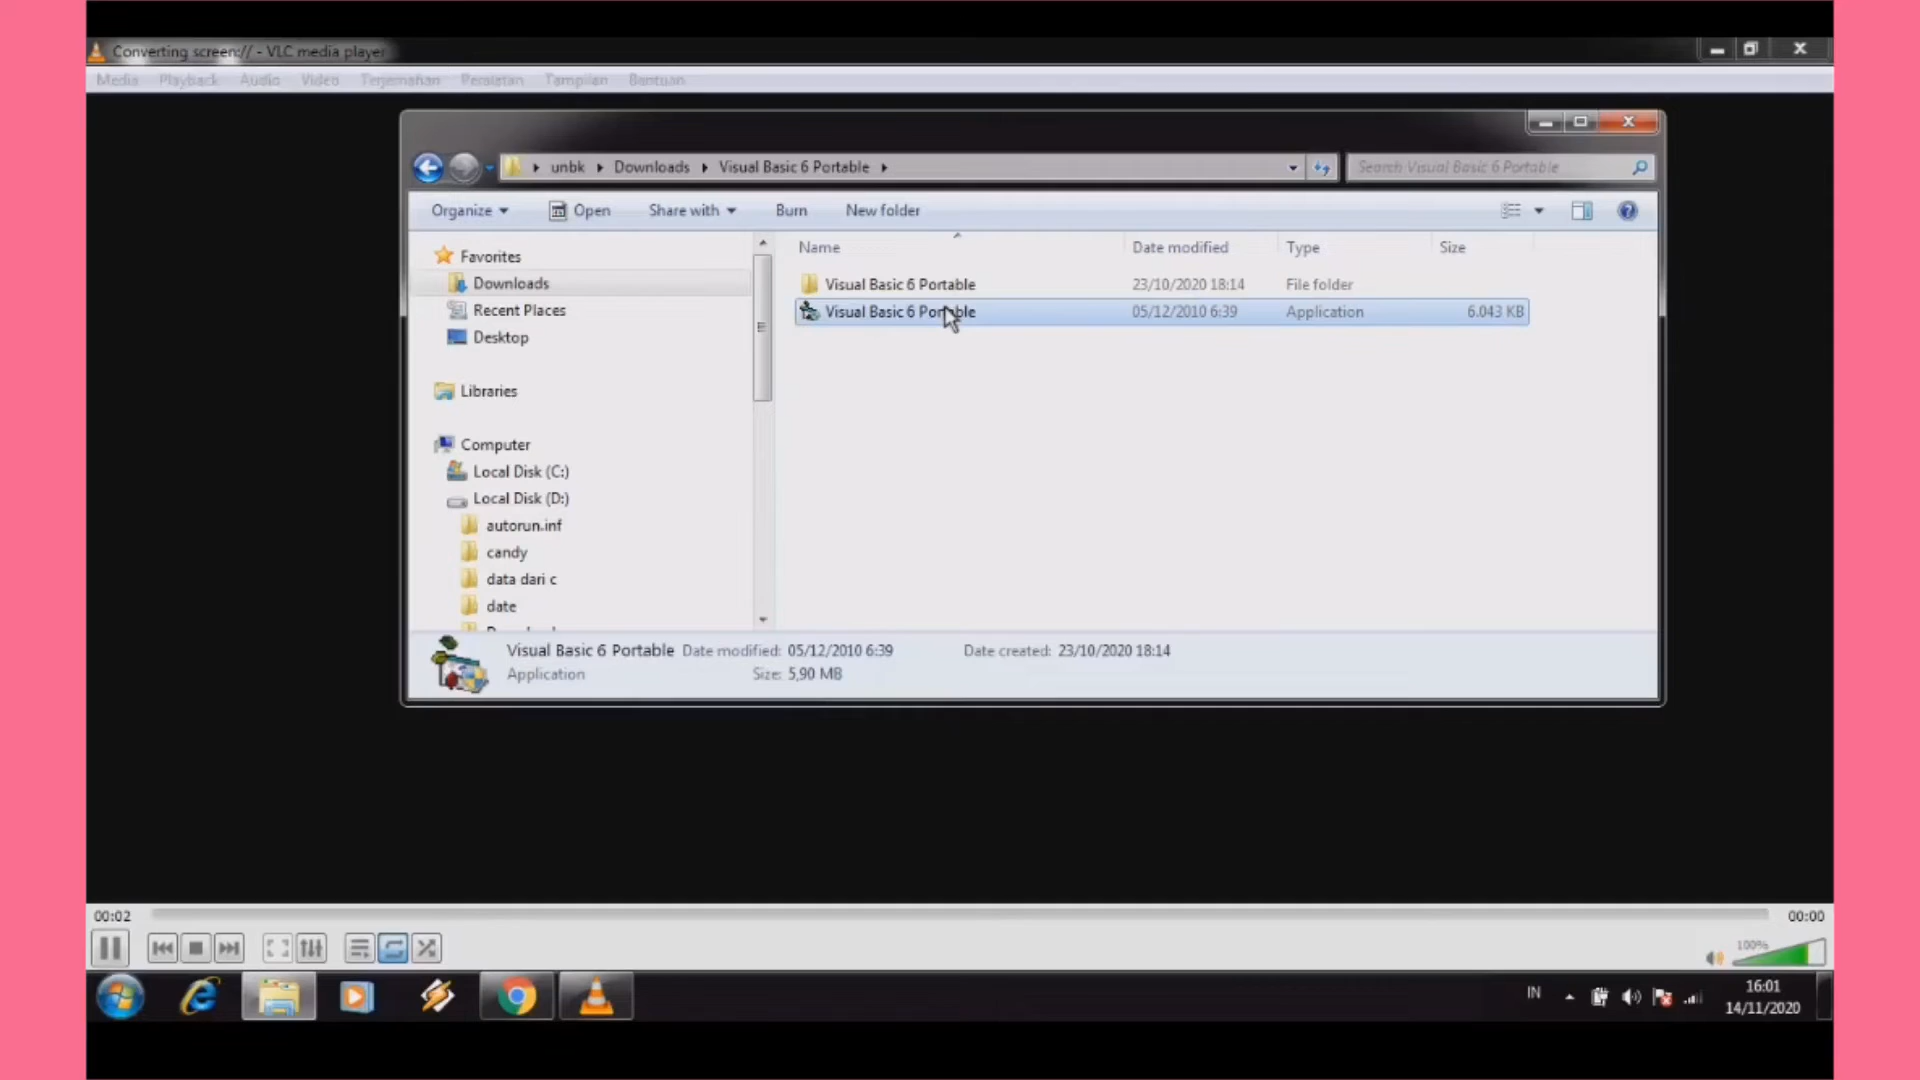 Converting screen:// - VLC media player
Media Playback Audio Video Terjemahan Peralatan Tampilan Bantuan
unbk Downloads Visual Basic 6 Portable
Search Visual Basic 6 Portable
Organize Open Share with Burn New folder
Name Date modified Type Size
Favorites
Downloads
Recent Places
Desktop
Libraries
Computer
Local Disk (C:)
Local Disk (D:)
autorun.inf
candy
data dari c
date
Visual Basic 6 Portable 23/10/2020 18:14 File folder
Visual Basic 6 Portable 05/12/2010 6:39 Application 6.043 KB
Visual Basic 6 Portable Date modified: 05/12/2010 6:39 Date created: 23/10/2020 18:14
Application Size: 5,90 MB
00:02 00:00
100%
IN
16:01
14/11/2020